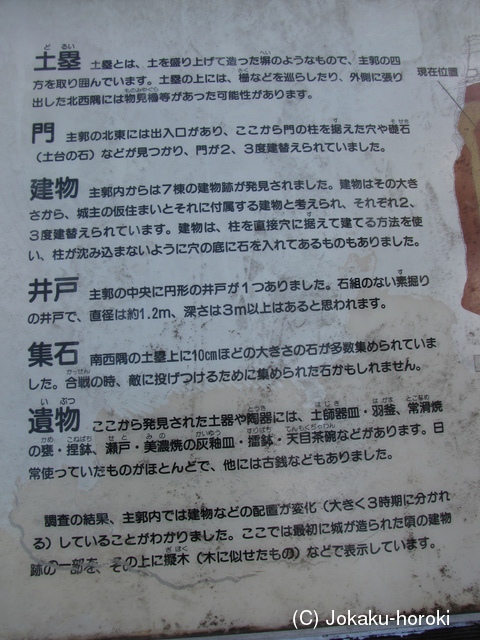 土塁 土塁とは、土を盛り上げて造った塀のようなもので、主郭の四
方を取り囲んでいます。土塁の上には、柵などを巡らしたり、外側に張り
出した北西隅には物見櫓等があった可能性があります。
現在位置
門 主郭の北東には出入口があり、ここから門の柱を据えた穴や礎石
（土台の石）などが見つかり、門が2、3度建替えられていました。
建物 主郭内からは7棟の建物跡が発見されました。建物はその大き
さから、城主の仮住まいとそれに付属する建物と考えられ、それぞれ2、
3度建替えられています。建物は、柱を直接穴に据えて建てる方法を使
い、柱が沈み込まないように穴の底に石を入れてあるものもありました。
井戸 主郭の中央に円形の井戸が1つありました。石組のない素掘り
の井戸で、直径は約1.2m、深さは3m以上はあると思われます。
集石 南西隅の土塁上に10cmほどの大きさの石が多数集められていま
した。合戦の時、敵に投げつけるために集められた石かもしれません。
遺物 ここから発見された土器や陶器には、土師器皿・羽釜、常滑焼
の甕・捏鉢、瀬戸・美濃焼の灰釉皿・擂鉢・天目茶碗などがあります。日
常使っていたものがほとんどで、他には古銭などもありました。
調査の結果、主郭内では建物などの配置が変化（大きく3時期に分かれ
る）していることがわかりました。ここでは最初に城が造られた頃の建物
跡の一部を、その上に擬木（木に似せたもの）などで表示しています。
(C) Jokaku-horoki